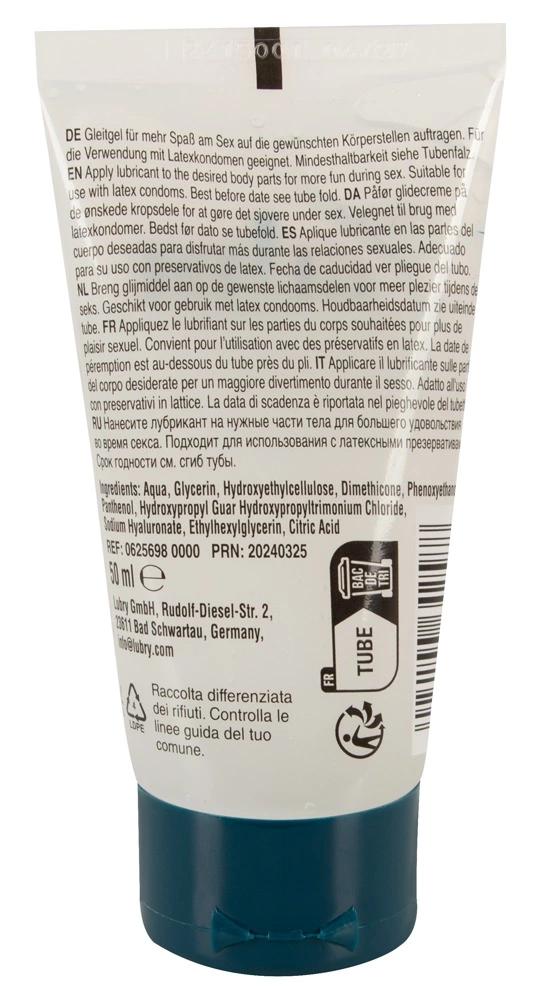 DE Gleitgel für mehr Spaß am Sex auf die gewünschten Körperstellen auftragen. Für
die Verwendung mit Latexkondomen geeignet. Mindesthaltbarkeit siehe Tubenfalz.
EN Apply lubricant to the desired body parts for more fun during sex. Suitable for
use with latex condoms. Best before date see tube fold. DA Påfør glidecreme på
de ønskede kropsdele for at gøre det sjovere under sex. Velegnet til brug med
latexkondomer. Bedst før dato se tubefold. ES Aplique lubricante en las partes del
cuerpo deseadas para disfrutar más durante las relaciones sexuales. Adecuado
para su uso con preservativos de latex. Fecha de caducidad ver pliegue del tubo.
NL Breng glijmiddel aan op de gewenste lichaamsdelen voor meer plezier tijdens de
seks. Geschikt voor gebruik met latex condooms. Houdbaarheidsdatum zie uiteinde
tube. FR Appliquez le lubrifiant sur les parties du corps souhaitées pour plus de
plaisir sexuel. Convient pour l'utilisation avec des préservatifs en latex. La date de
péremption est au-dessous du tube près du pli. IT Applicare il lubrificante sulle parti
del corpo desiderate per un maggiore divertimento durante il sesso. Adatto all'uso
con preservativi in lattice. La data di scadenza è riportata nel pieghevole del
RU Нанесите лубрикант на нужные части тела для большего удовольствия
во время секса. Подходит для использования с латексными
Срок годности см. сгиб тубы.
Ingredients: Aqua, Glycerin, Hydroxyethylcellulose, Dimethicone,
Panthenol, Hydroxypropyl Guar Hydroxypropyltrimonium Chloride,
Sodium Hyaluronate, Ethylhexylglycerin, Citric Acid
REF: 0625698 0000 PRN: 20240325
50 ml e
Lubry GmbH, Rudolf-Diesel-Str. 2,
23611 Bad Schwartau, Germany,
info@lubry.com
BAC
DE
TRI
TUBE
FR
4
LDPE
Raccolta differenziata
dei rifiuti. Controlla le
linee guida del tuo
comune.